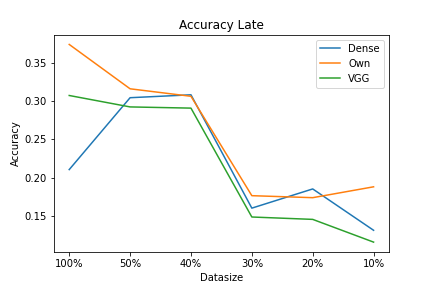 Accuracy Late
Dense
Own
VGG
Accuracy
0.35
0.30
0.25
0.20
0.15
100% 50% 40% 30% 20% 10%
Datasize